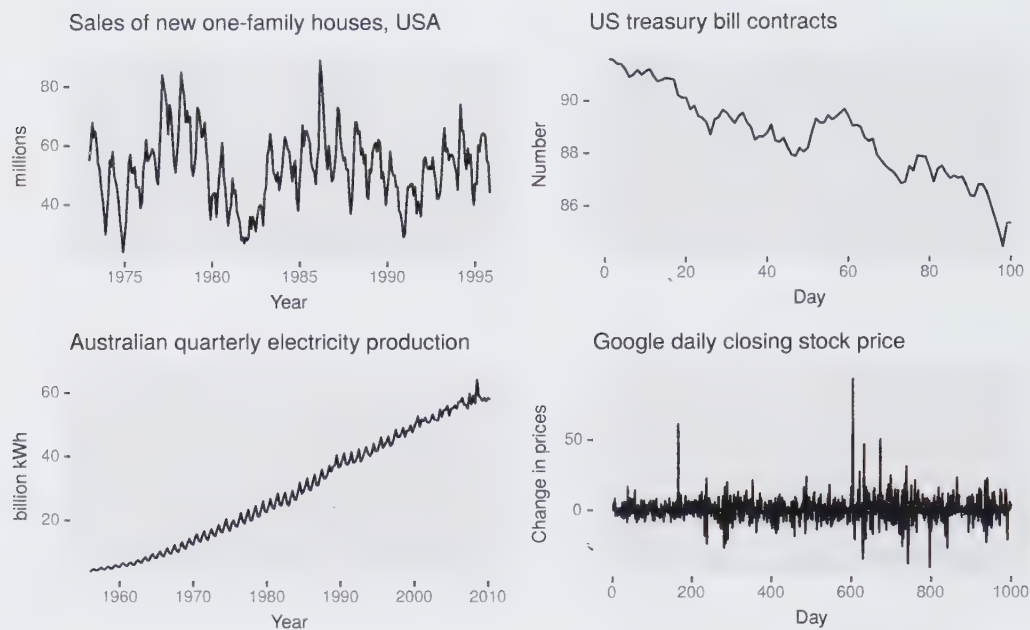 Sales of new one-family houses, USA
millions
80
60
40
1975 1980 1985 1990 1995
Year
US treasury bill contracts
Number
90
88
86
0 20 40 60 80 100
Day
Australian quarterly electricity production
billion kWh
60
40
20
1960 1970 1980 1990 2000 2010
Year
Google daily closing stock price
Change in prices
50
0
0 200 400 600 800 1000
Day